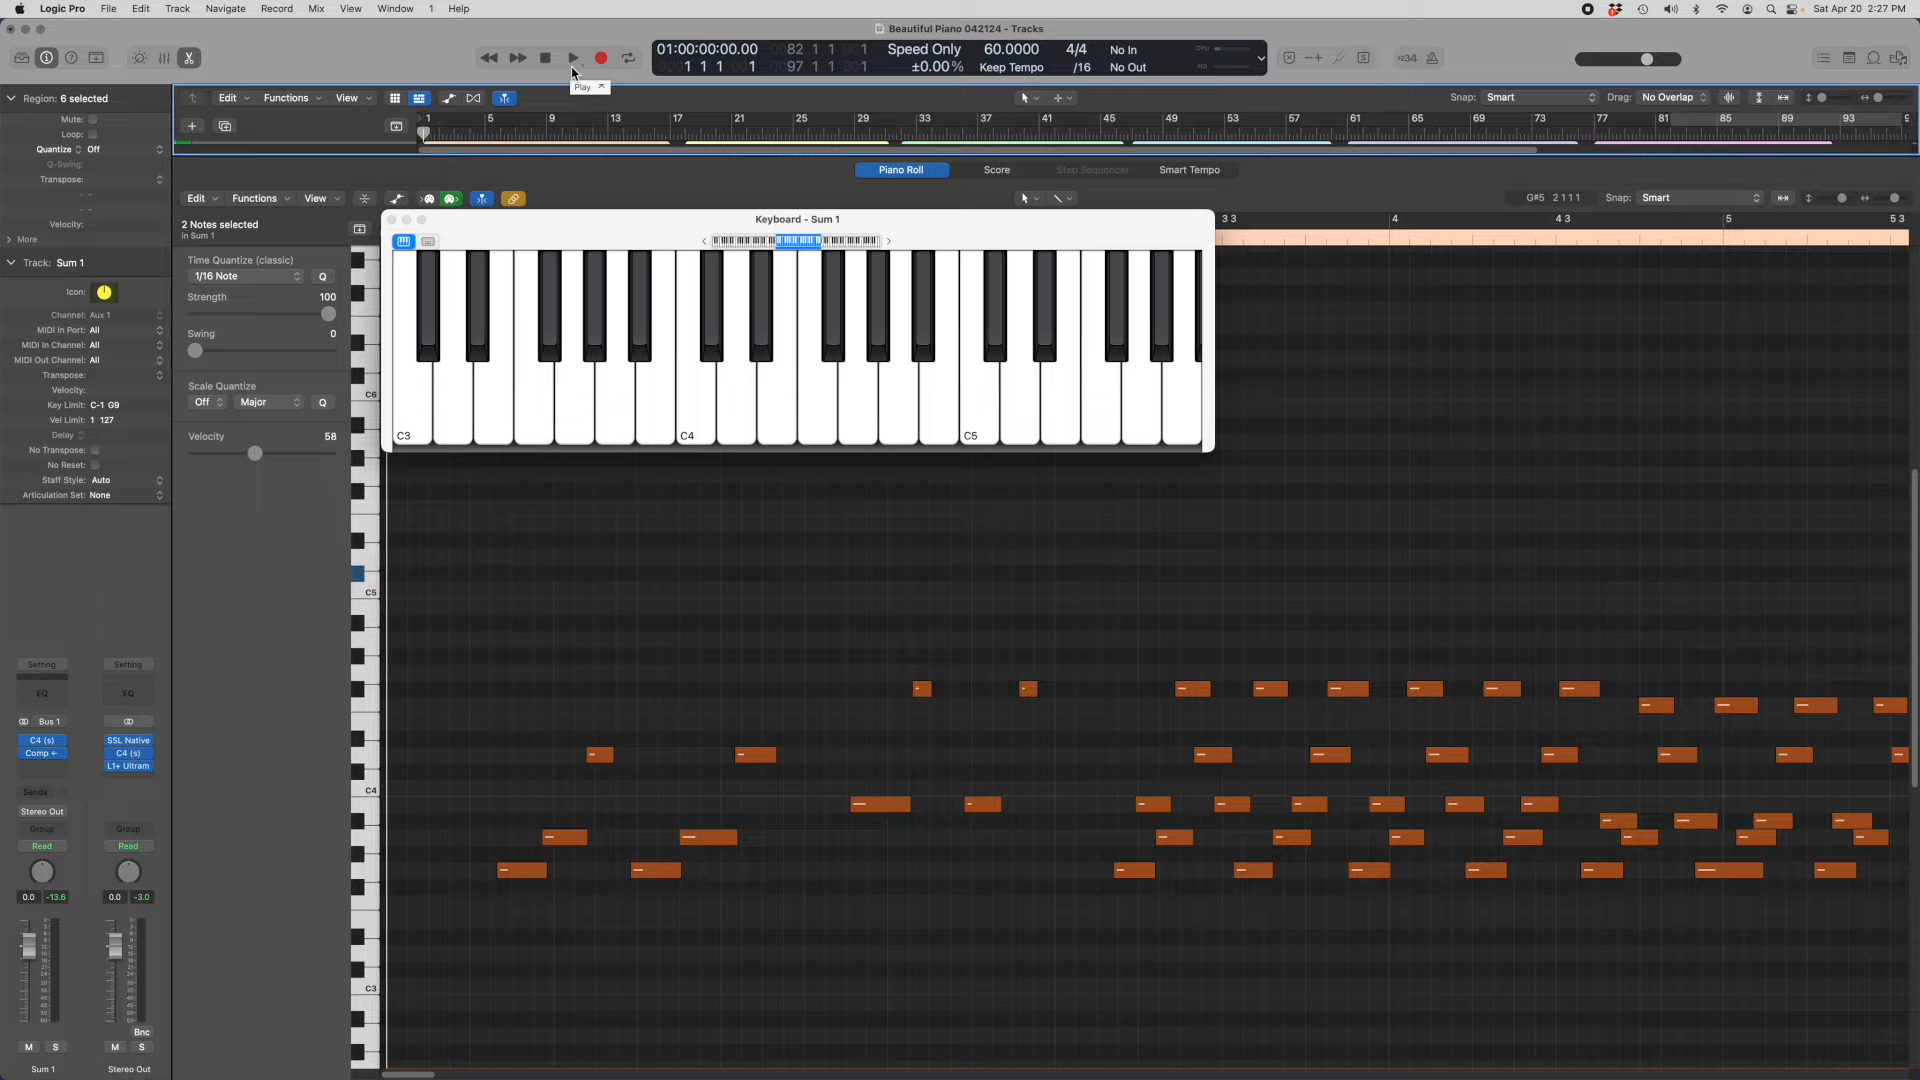 Logic Pro File Edit Track Navigate Record Mix View Window 1 Help
Sat Apr 20 2:27 PM
Beautiful Piano 042124 - Tracks
01:00:00:00.00 82 1 1 001 Speed Only 60.0000 4/4 No In CPU
1 1 1 001 97 1 1 001 ±0.00% Keep Tempo /16 No Out HD
1234
Play
Region: 6 selected
Edit Functions View
Snap: Smart Drag: No Overlap
Mute:
Loop:
Quantize Off
Q-Swing:
Transpose:
Velocity:
More
1 5 9 13 17 21 25 29 33 37 41 45 49 53 57 61 65 69 73 77 81 85 89 93
Piano Roll Score Step Sequencer Smart Tempo
Edit Functions View
G#5 2 1 1 1 Snap: Smart
2 Notes selected
in Sum 1
Keyboard - Sum 1
3 3 4 4 3 5 5 3
Time Quantize (classic)
1/16 Note Q
Strength 100
Swing 0
Scale Quantize
Off Major Q
Velocity 58
Track: Sum 1
Icon:
Channel: Aux 1
MIDI In Port: All
MIDI In Channel: All
MIDI Out Channel: All
Transpose:
Velocity:
Key Limit: C-1 G9
Vel Limit: 1 127
Delay
No Transpose:
No Reset:
Staff Style: Auto
Articulation Set: None
C3 C4 C5
C6
C5
C4
C3
Setting Setting
EQ EQ
Bus 1
C4 (s) SSL Native
Comp C4 (s)
L1+ Ultram
Sends
Stereo Out
Group Group
Read Read
0.0 -13.6 0.0 -3.0
Bnc
M S M S
Sum 1 Stereo Out